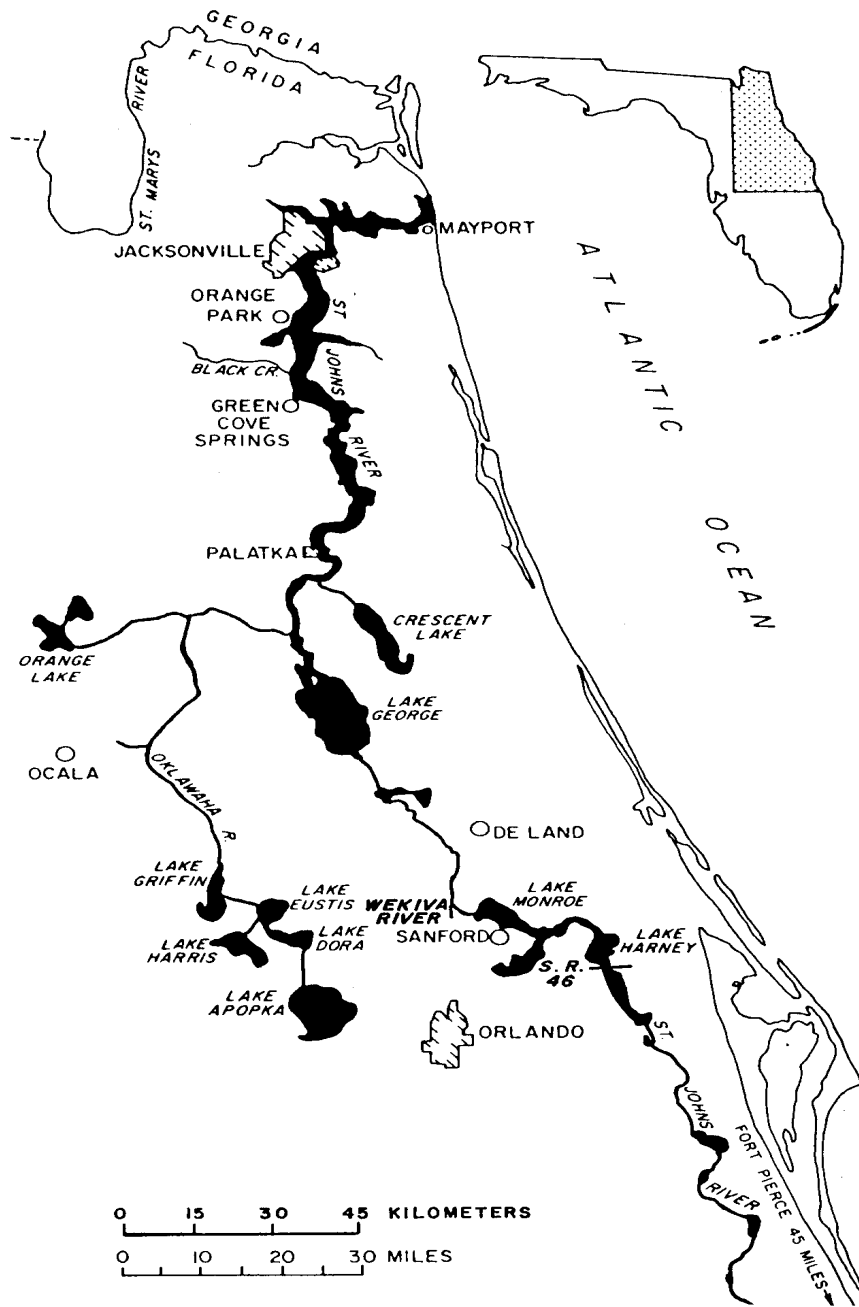 GEORGIA
FLORIDA
ST. MARYS RIVER
MAYPORT
JACKSONVILLE
ORANGE
PARK
ST
JOHNS
RIVER
BLACK CR.
GREEN
COVE
SPRINGS
ATLANTIC
OCEAN
PALATKA
CRESCENT
LAKE
ORANGE
LAKE
LAKE
GEORGE
OCALA
OKLAWAHA R.
DE LAND
LAKE
GRIFFIN
LAKE
EUSTIS
WEKIVA
RIVER
LAKE
MONROE
SANFORD
LAKE
HARNEY
LAKE
HARRIS
LAKE
DORA
S. R.
46
LAKE
APOPKA
ORLANDO
ST.
JOHNS
RIVER
FORT PIERCE 45 MILES
0 15 30 45 KILOMETERS
0 10 20 30 MILES